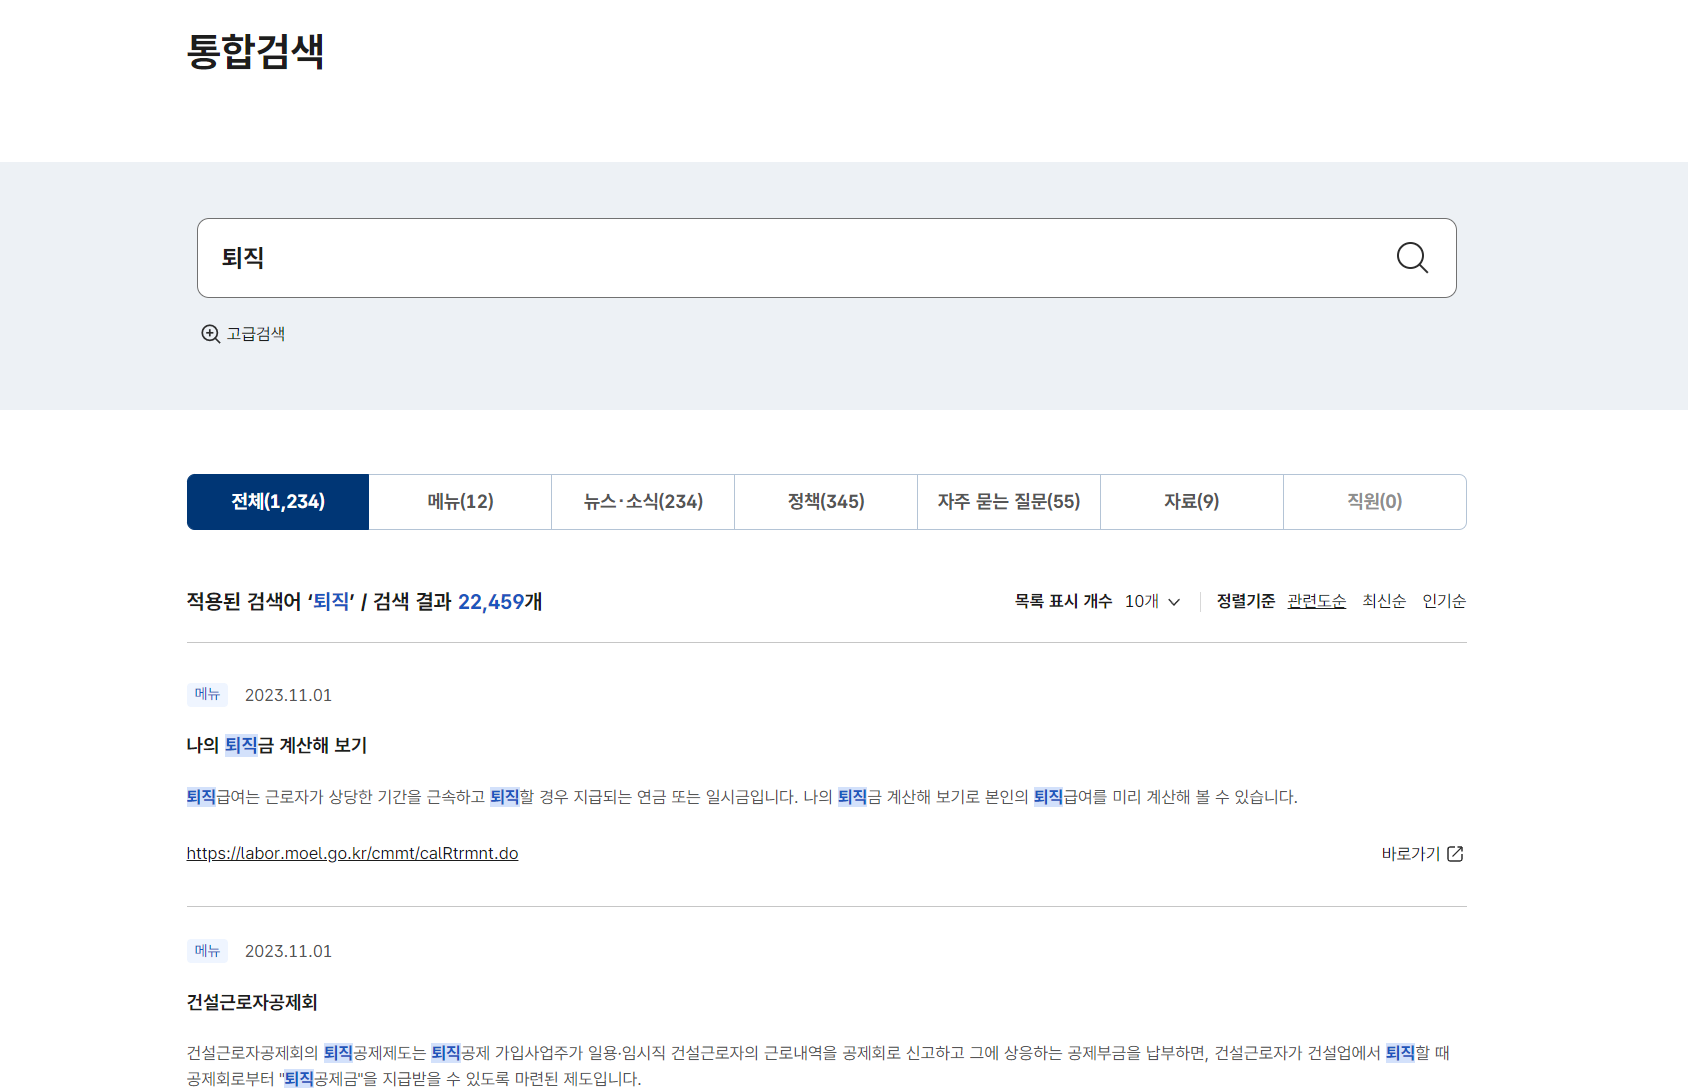 통합검색
퇴직
고급검색
전체(1,234) 메뉴(12) 뉴스·소식(234) 정책(345) 자주 묻는 질문(55) 자료(9) 직원(0)
적용된 검색어 ‘퇴직’ / 검색 결과 22,459개 목록 표시 개수 10개 정렬기준 관련도순 최신순 인기순
메뉴 2023.11.01
나의 퇴직금 계산해 보기
퇴직급여는 근로자가 상당한 기간을 근속하고 퇴직할 경우 지급되는 연금 또는 일시금입니다. 나의 퇴직금 계산해 보기로 본인의 퇴직급여를 미리 계산해 볼 수 있습니다.
https://labor.moel.go.kr/cmmt/calRtrmnt.do 바로가기
메뉴 2023.11.01
건설근로자공제회
건설근로자공제회의 퇴직공제제도는 퇴직공제 가입사업주가 일용·임시직 건설근로자의 근로내역을 공제회로 신고하고 그에 상응하는 공제부금을 납부하면, 건설근로자가 건설업에서 퇴직할 때
공제회로부터 "퇴직공제금"을 지급받을 수 있도록 마련된 제도입니다.